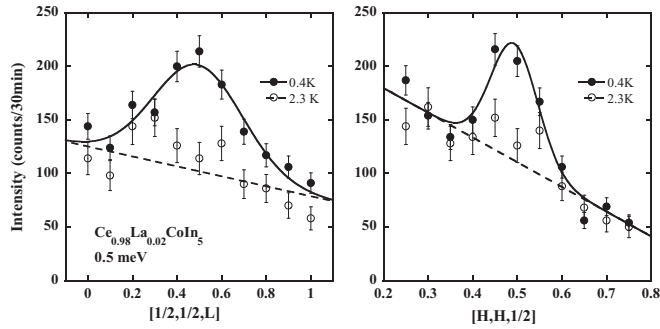 250
200
150
100
50
0
Intensity (counts/30min)
0.4K
2.3 K
Ce0.98La0.02CoIn5
0.5 meV
0 0.2 0.4 0.6 0.8 1
[1/2,1/2,L]
250
200
150
100
50
0
0.4K
2.3 K
0.2 0.3 0.4 0.5 0.6 0.7 0.8
[H,H,1/2]